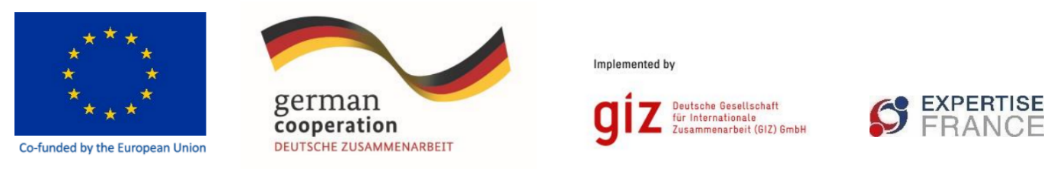 Co-funded by the European Union
german
cooperation
DEUTSCHE ZUSAMMENARBEIT
Implemented by
giz
Deutsche Gesellschaft
für Internationale
Zusammenarbeit (GIZ) GmbH
EXPERTISE
FRANCE